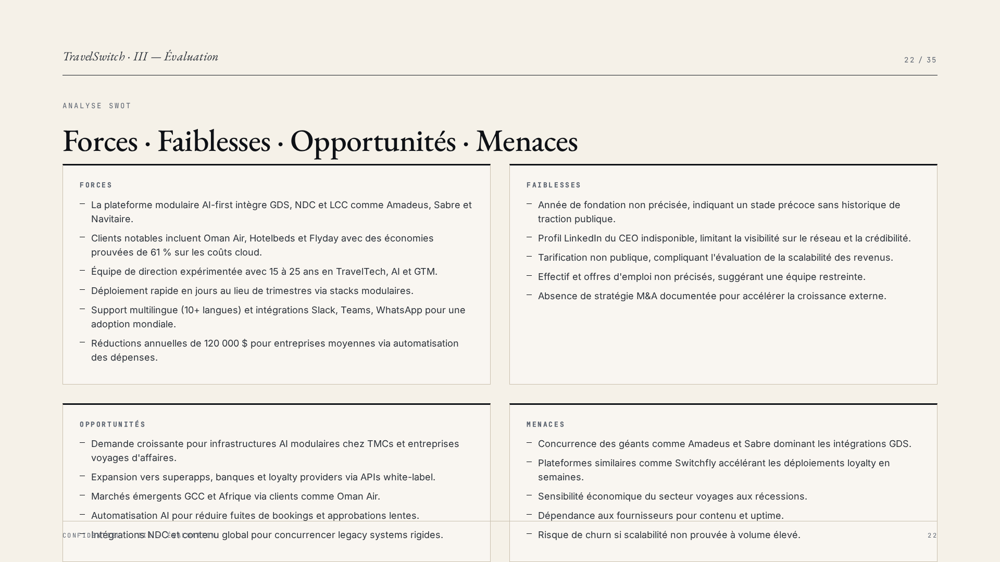 TravelSwitch · III — Évaluation
22 / 35
ANALYSE SWOT
Forces · Faiblesses · Opportunités · Menaces
FORCES
— La plateforme modulaire AI-first intègre GDS, NDC et LCC comme Amadeus, Sabre et
Navitaire.
— Clients notables incluent Oman Air, Hotelbeds et Flyday avec des économies
prouvées de 61 % sur les coûts cloud.
— Équipe de direction expérimentée avec 15 à 25 ans en TravelTech, AI et GTM.
— Déploiement rapide en jours au lieu de trimestres via stacks modulaires.
— Support multilingue (10+ langues) et intégrations Slack, Teams, WhatsApp pour une
adoption mondiale.
— Réductions annuelles de 120 000 $ pour entreprises moyennes via automatisation
des dépenses.
FAIBLESSES
— Année de fondation non précisée, indiquant un stade précoce sans historique de
traction publique.
— Profil LinkedIn du CEO indisponible, limitant la visibilité sur le réseau et la crédibilité.
— Tarification non publique, compliquant l'évaluation de la scalabilité des revenus.
— Effectif et offres d'emploi non précisés, suggérant une équipe restreinte.
— Absence de stratégie M&A documentée pour accélérer la croissance externe.
OPPORTUNITÉS
— Demande croissante pour infrastructures AI modulaires chez TMCs et entreprises
voyages d'affaires.
— Expansion vers superapps, banques et loyalty providers via APIs white-label.
— Marchés émergents GCC et Afrique via clients comme Oman Air.
— Automatisation AI pour réduire fuites de bookings et approbations lentes.
— Intégrations NDC et contenu global pour concurrencer legacy systems rigides.
MENACES
— Concurrence des géants comme Amadeus et Sabre dominant les intégrations GDS.
— Plateformes similaires comme Switchfly accélérant les déploiements loyalty en
semaines.
— Sensibilité économique du secteur voyages aux récessions.
— Dépendance aux fournisseurs pour contenu et uptime.
— Risque de churn si scalabilité non prouvée à volume élevé.
22